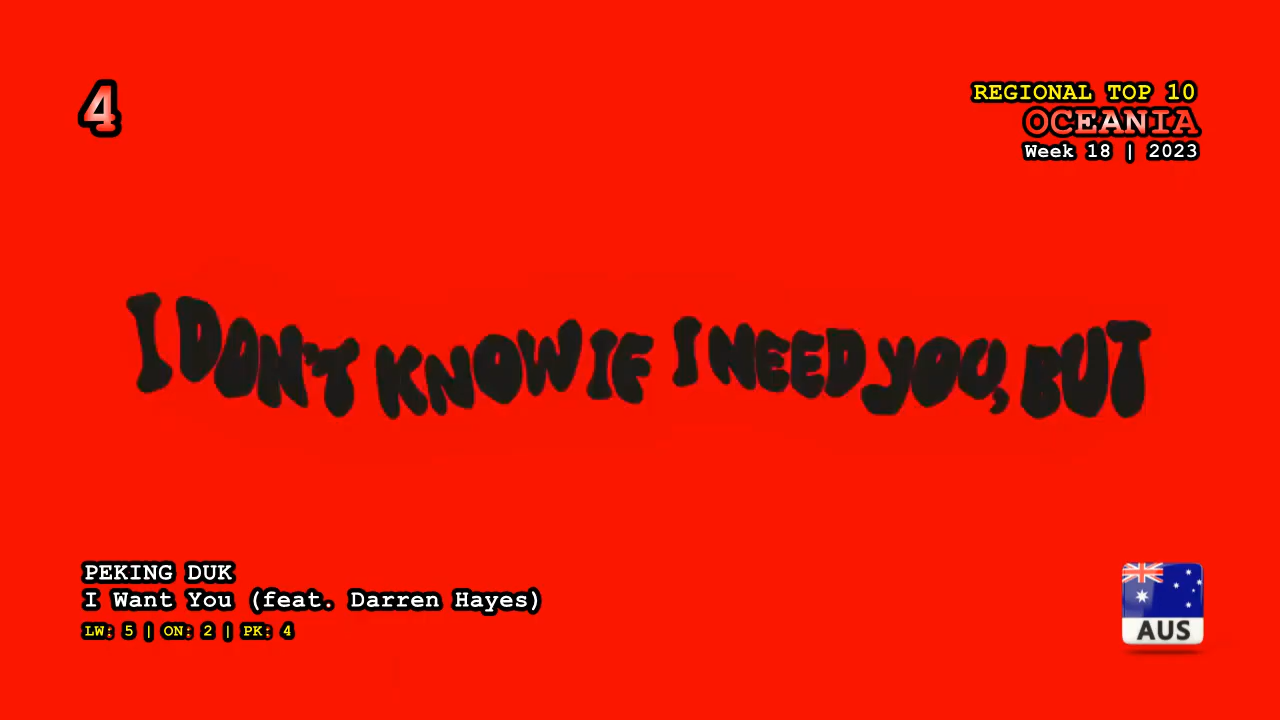 4
REGIONAL TOP 10
OCEANIA
Week 18 | 2023
I DON'T KNOW IF I NEED YOU, BUT
PEKING DUK
I Want You (feat. Darren Hayes)
LW: 5 | ON: 2 | PK: 4
AUS